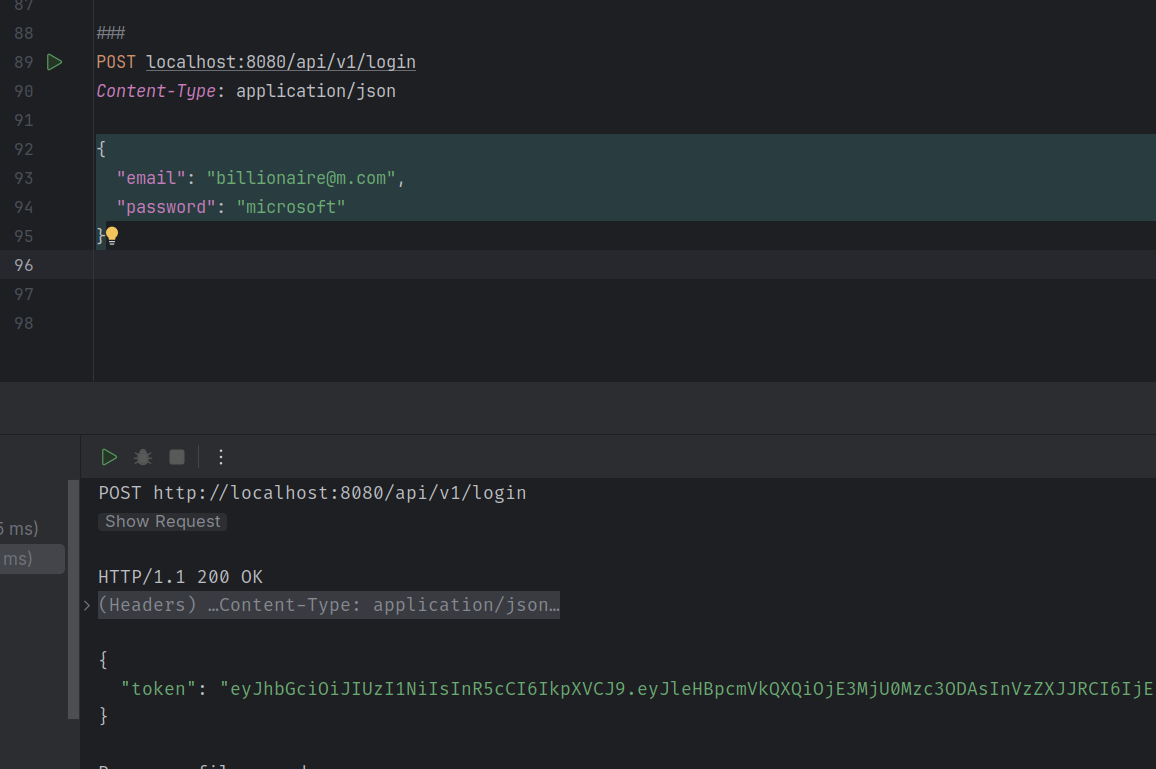 87
88 ###
89 POST localhost:8080/api/v1/login
90 Content-Type: application/json
91
92 {
93 "email": "billionaire@m.com",
94 "password": "microsoft"
95 }
96
97
98
POST http://localhost:8080/api/v1/login
Show Request
5 ms)
ms)
HTTP/1.1 200 OK
(Headers) …Content-Type: application/json…
{
"token": "eyJhbGciOiJIUzI1NiIsInR5cCI6IkpXVCJ9.eyJleHBpcmVkQXQiOjE3MjU0Mzc3ODAsInVzZXJJRCI6IjE
}